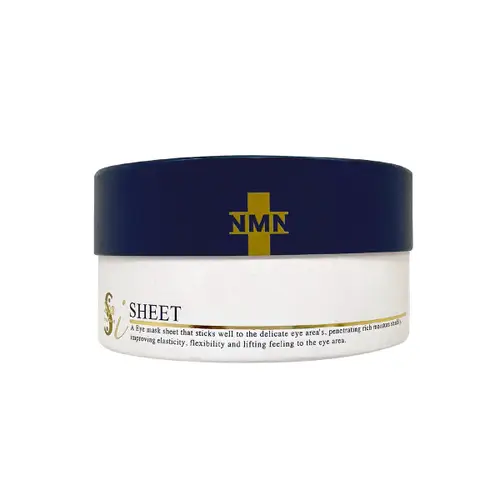 NMN
Si SHEET
A Eye mask sheet that sticks well to the delicate eye area's, penetrating rich moisture
improving elasticity, flexibility and lifting feeling to the eye area.